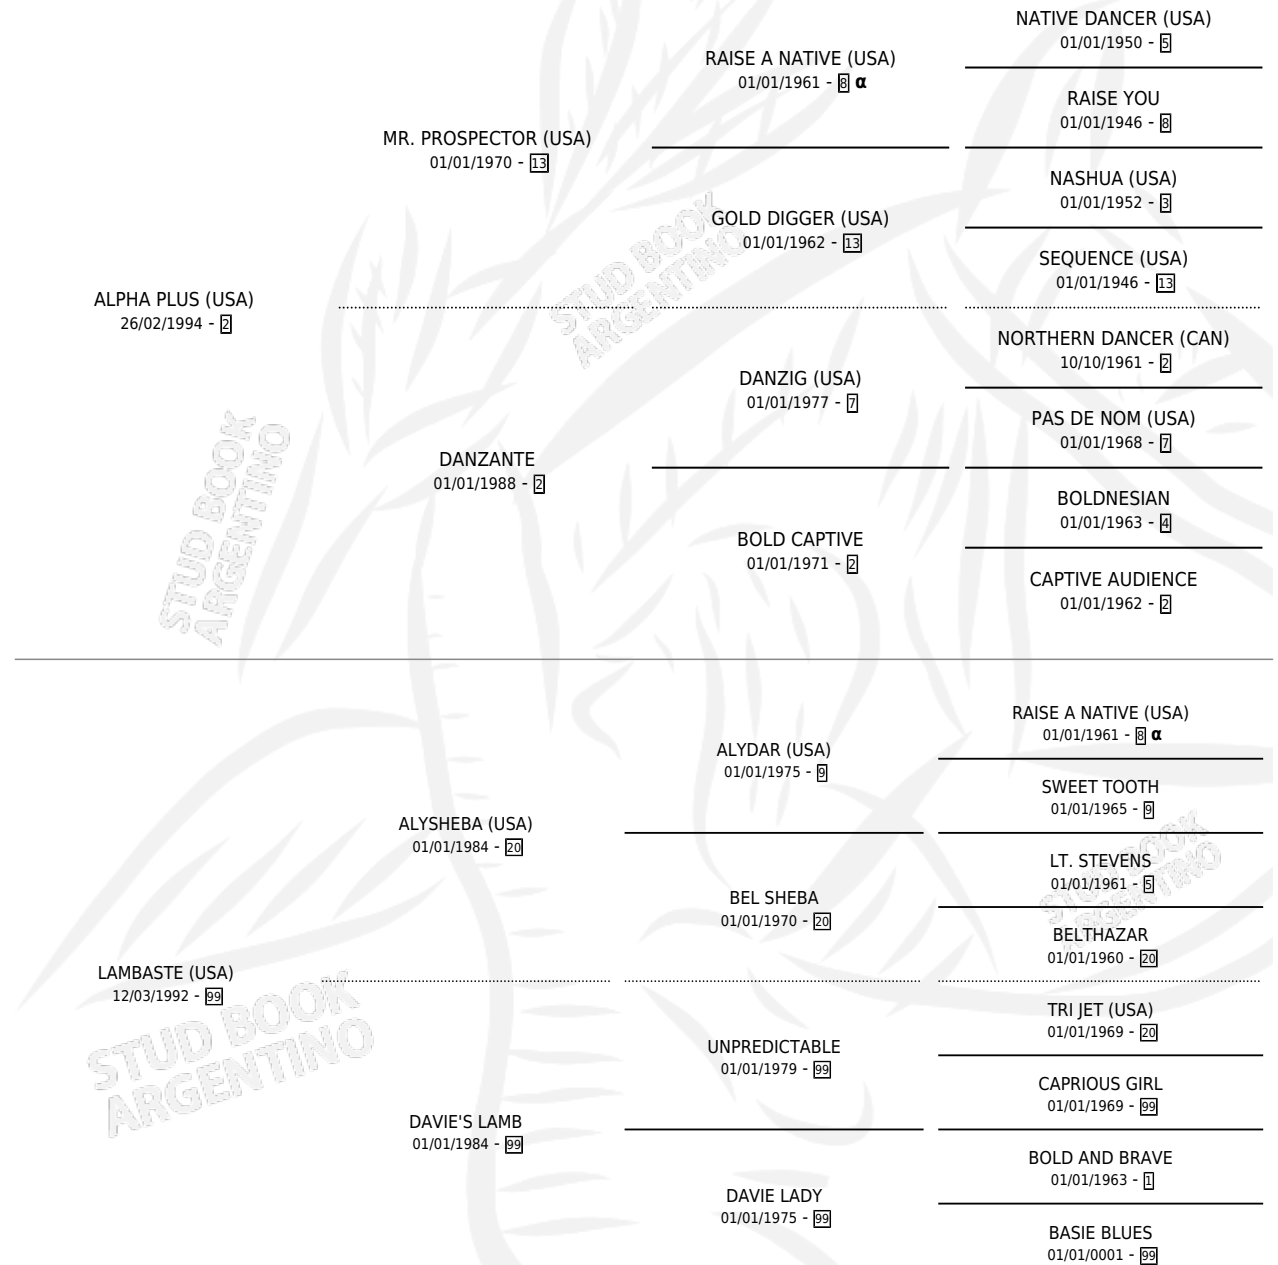 NATIVE DANCER (USA)
01/01/1950 - 5
RAISE A NATIVE (USA)
01/01/1961 - 8 α
RAISE YOU
01/01/1946 - 8
MR. PROSPECTOR (USA)
01/01/1970 - 13
NASHUA (USA)
01/01/1952 - 3
GOLD DIGGER (USA)
01/01/1962 - 13
SEQUENCE (USA)
01/01/1946 - 13
ALPHA PLUS (USA)
26/02/1994 - 2
STUD BOOK
ARGENTINO
NORTHERN DANCER (CAN)
10/10/1961 - 2
DANZIG (USA)
01/01/1977 - 7
PAS DE NOM (USA)
01/01/1968 - 7
DANZANTE
01/01/1988 - 2
BOLDNESIAN
01/01/1963 - 4
BOLD CAPTIVE
01/01/1971 - 2
CAPTIVE AUDIENCE
01/01/1962 - 2
STUD BOOK
ARGENTINO
RAISE A NATIVE (USA)
01/01/1961 - 8 α
ALYDAR (USA)
01/01/1975 - 9
SWEET TOOTH
01/01/1965 - 9
ALYSHEBA (USA)
01/01/1984 - 20
LT. STEVENS
01/01/1961 - 5
BEL SHEBA
01/01/1970 - 20
STUD BOOK
ARGENTINO
BELTHAZAR
01/01/1960 - 20
LAMBASTE (USA)
12/03/1992 - 99
TRI JET (USA)
01/01/1969 - 20
STUD BOOK
ARGENTINO
UNPREDICTABLE
01/01/1979 - 99
CAPRIOUS GIRL
01/01/1969 - 99
DAVIE'S LAMB
01/01/1984 - 99
BOLD AND BRAVE
01/01/1963 - 1
DAVIE LADY
01/01/1975 - 99
BASIE BLUES
01/01/0001 - 99